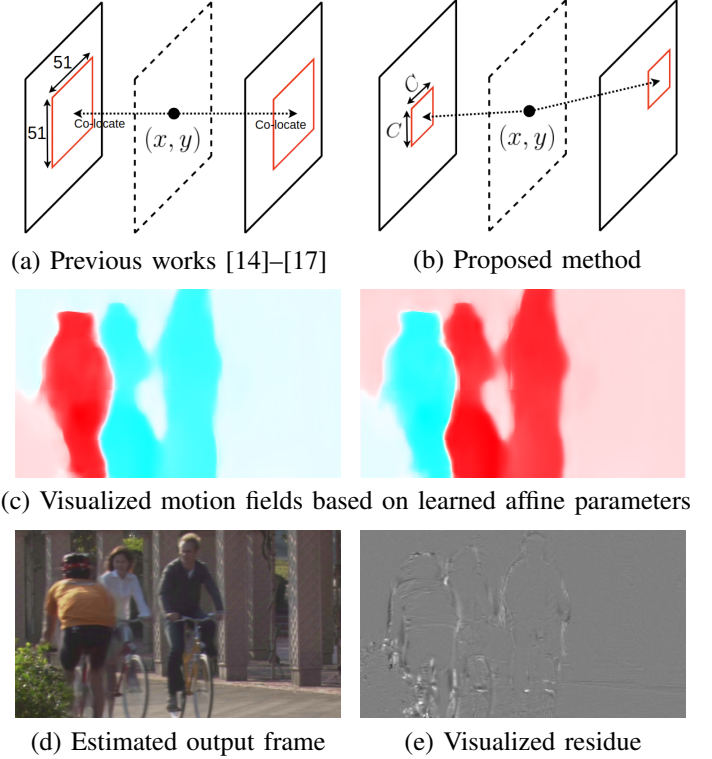 51
51
Co-locate
(x, y)
Co-locate
C
C
(x, y)
(a) Previous works [14]–[17]
(b) Proposed method
(c) Visualized motion fields based on learned affine parameters
(d) Estimated output frame
(e) Visualized residue